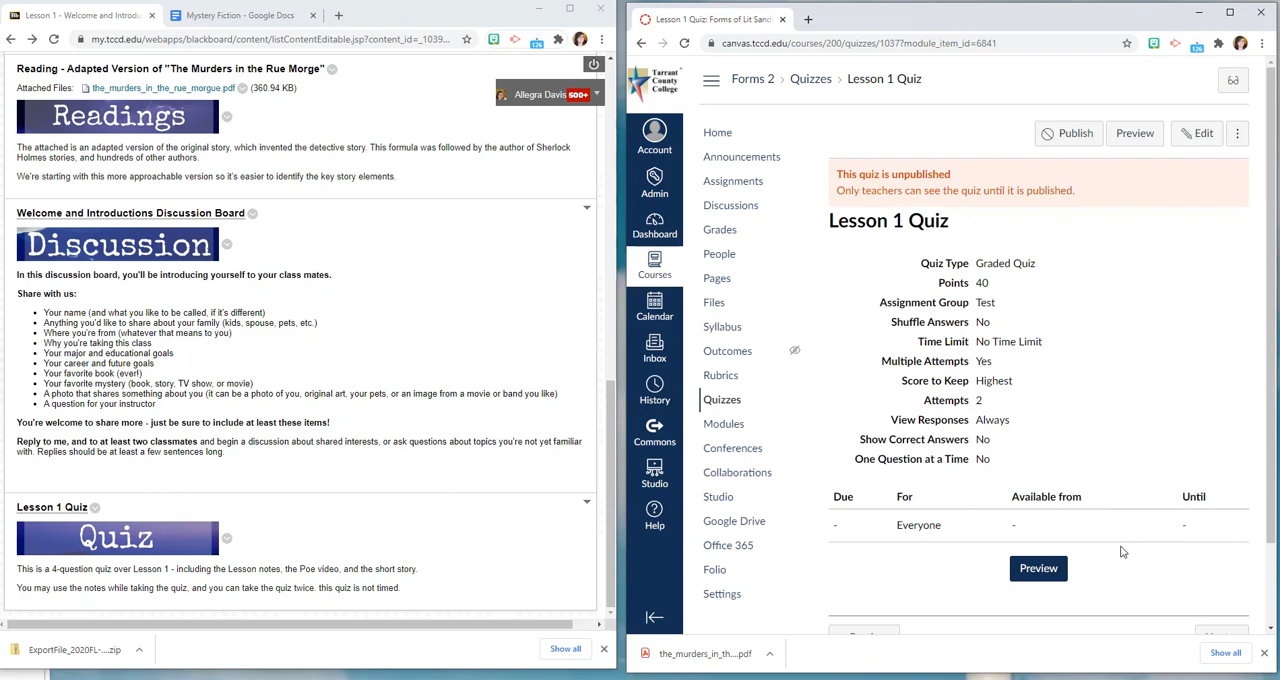 Lesson 1 - Welcome and Introdu
Mystery Fiction - Google Docs
my.tccd.edu/webapps/blackboard/content/listContentEditable.jsp?content_id=_1039...
126
Reading - Adapted Version of "The Murders in the Rue Morge"
Attached Files: the_murders_in_the_rue_morgue.pdf (360.94 KB)
Allegra Davis 500+
Readings
The attached is an adapted version of the original story, which invented the detective story. This formula was followed by the author of Sherlock
Holmes stories, and hundreds of other authors.
We're starting with this more approachable version so it's easier to identify the key story elements.
Welcome and Introductions Discussion Board
Discussion
In this discussion board, you'll be introducing yourself to your class mates.
Share with us:
Your name (and what you like to be called, if it's different)
Anything you'd like to share about your family (kids, spouse, pets, etc.)
Where you're from (whatever that means to you)
Why you're taking this class
Your major and educational goals
Your career and future goals
Your favorite book (ever!)
Your favorite mystery (book, story, TV show, or movie)
A photo that shares something about you (it can be a photo of you, original art, your pets, or an image from a movie or band you like)
A question for your instructor
You're welcome to share more - just be sure to include at least these items!
Reply to me, and to at least two classmates and begin a discussion about shared interests, or ask questions about topics you're not yet familiar
with. Replies should be at least a few sentences long.
Lesson 1 Quiz
Quiz
This is a 4-question quiz over Lesson 1 - including the Lesson notes, the Poe video, and the short story.
You may use the notes while taking the quiz, and you can take the quiz twice. this quiz is not timed.
ExportFile_2020FL-....zip
Show all
Lesson 1 Quiz: Forms of Lit Sand
canvas.tccd.edu/courses/200/quizzes/1037?module_item_id=6841
126
Tarrant
County
College
Forms 2
Quizzes
Lesson 1 Quiz
Account
Admin
Dashboard
Courses
Calendar
Inbox
History
Commons
Studio
Help
Home
Announcements
Assignments
Discussions
Grades
People
Pages
Files
Syllabus
Outcomes
Rubrics
Quizzes
Modules
Conferences
Collaborations
Studio
Google Drive
Office 365
Folio
Settings
Publish
Preview
Edit
This quiz is unpublished
Only teachers can see the quiz until it is published.
Lesson 1 Quiz
Quiz Type Graded Quiz
Points 40
Assignment Group Test
Shuffle Answers No
Time Limit No Time Limit
Multiple Attempts Yes
Score to Keep Highest
Attempts 2
View Responses Always
Show Correct Answers No
One Question at a Time No
Due For Available from Until
- Everyone - -
Preview
the_murders_in_th....pdf
Show all